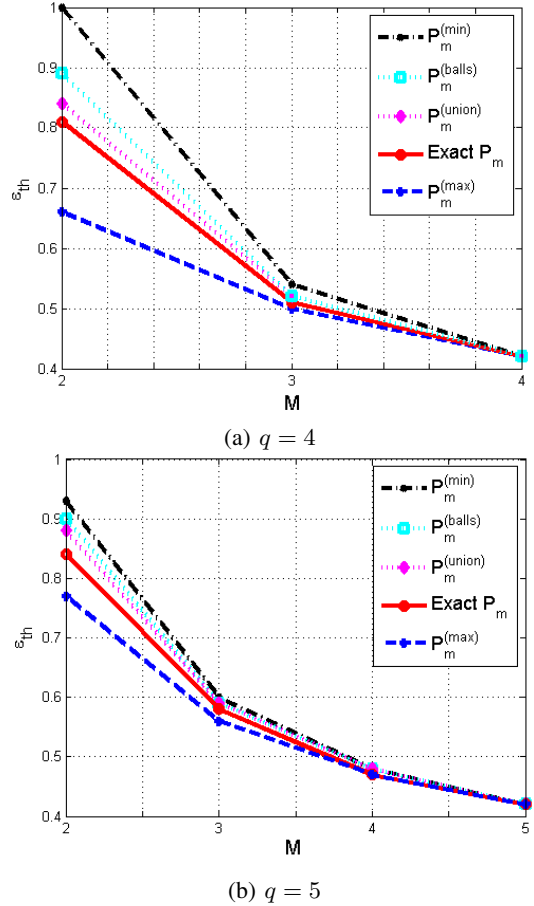 1
0.9
0.8
0.7
0.6
0.5
0.4
ε_th
2 3 4
M
P_m^(min)
P_m^(balls)
P_m^(union)
Exact P_m
P_m^(max)
(a) q = 4
1
0.9
0.8
0.7
0.6
0.5
0.4
ε_th
2 3 4 5
M
P_m^(min)
P_m^(balls)
P_m^(union)
Exact P_m
P_m^(max)
(b) q = 5